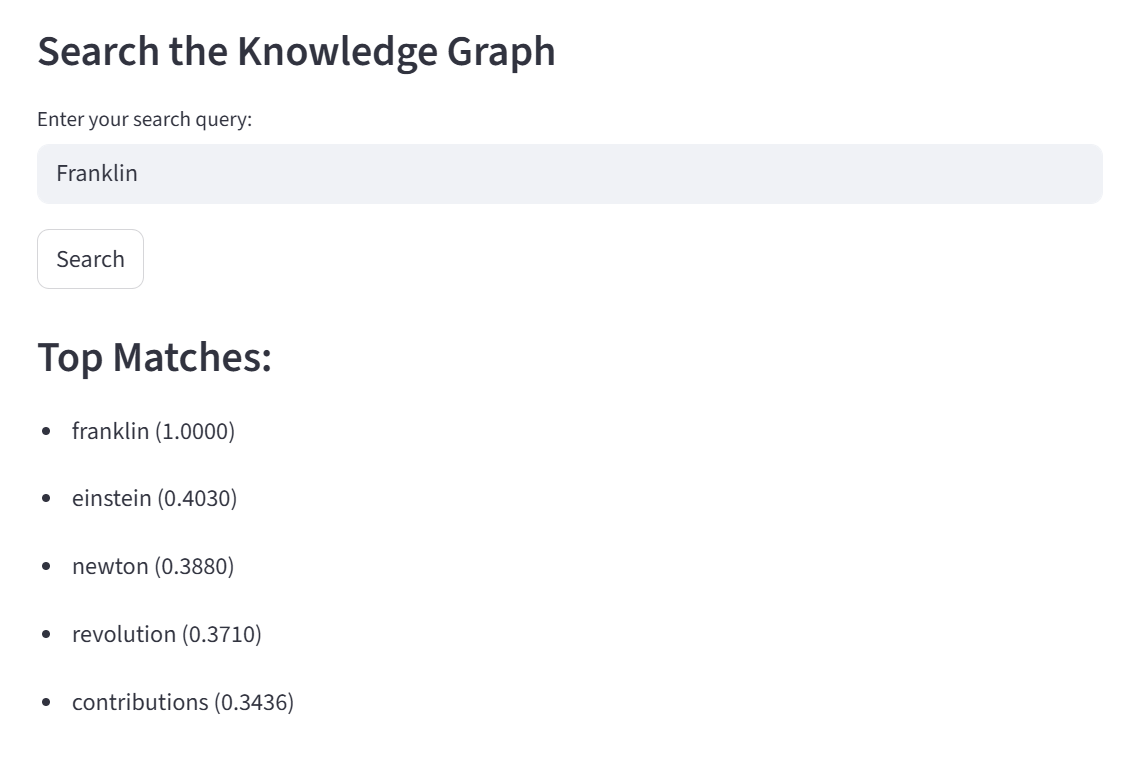 Search the Knowledge Graph
Enter your search query:
Franklin
Search
Top Matches:
• franklin (1.0000)
• einstein (0.4030)
• newton (0.3880)
• revolution (0.3710)
• contributions (0.3436)